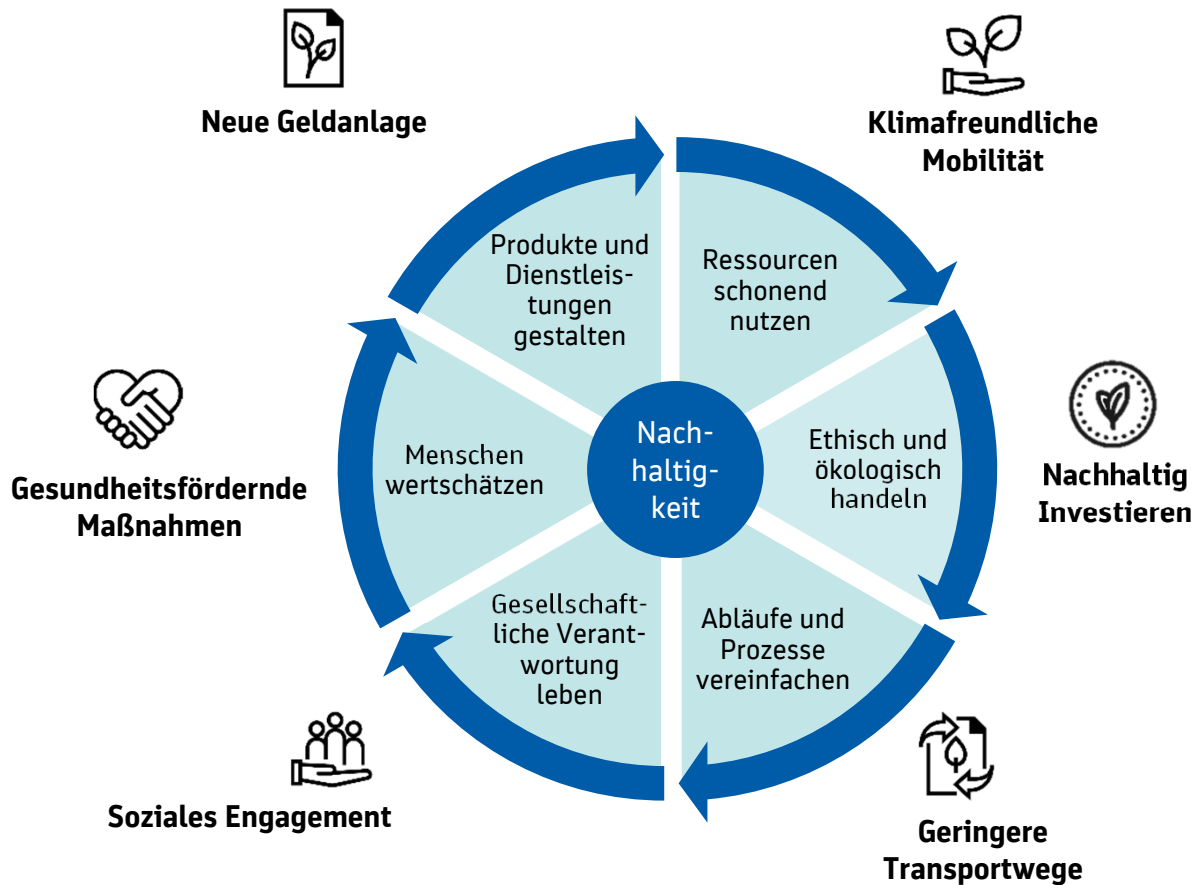 Neue Geldanlage
Klimafreundliche
Mobilität
Produkte und
Dienstleis-
tungen
gestalten
Ressourcen
schonend
nutzen
Gesundheitsfördernde
Maßnahmen
Menschen
wertschätzen
Nach-
haltig-
keit
Ethisch und
ökologisch
handeln
Nachhaltig
Investieren
Gesellschaft-
liche Verant-
wortung
leben
Abläufe und
Prozesse
vereinfachen
Soziales Engagement
Geringere
Transportwege